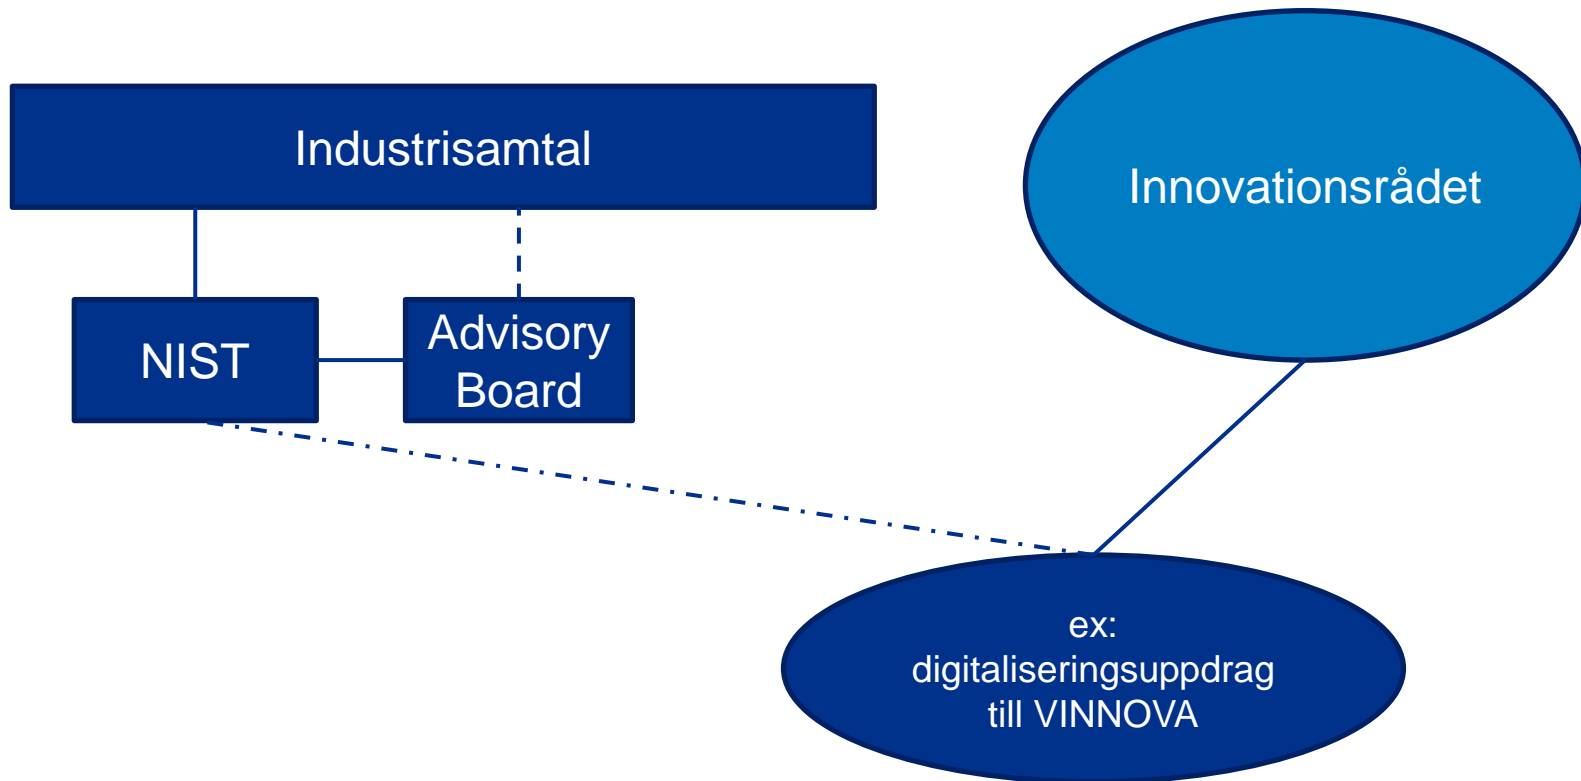 Industrisamtal
Innovationsrådet
NIST
Advisory
Board
ex:
digitaliseringsuppdrag
till VINNOVA